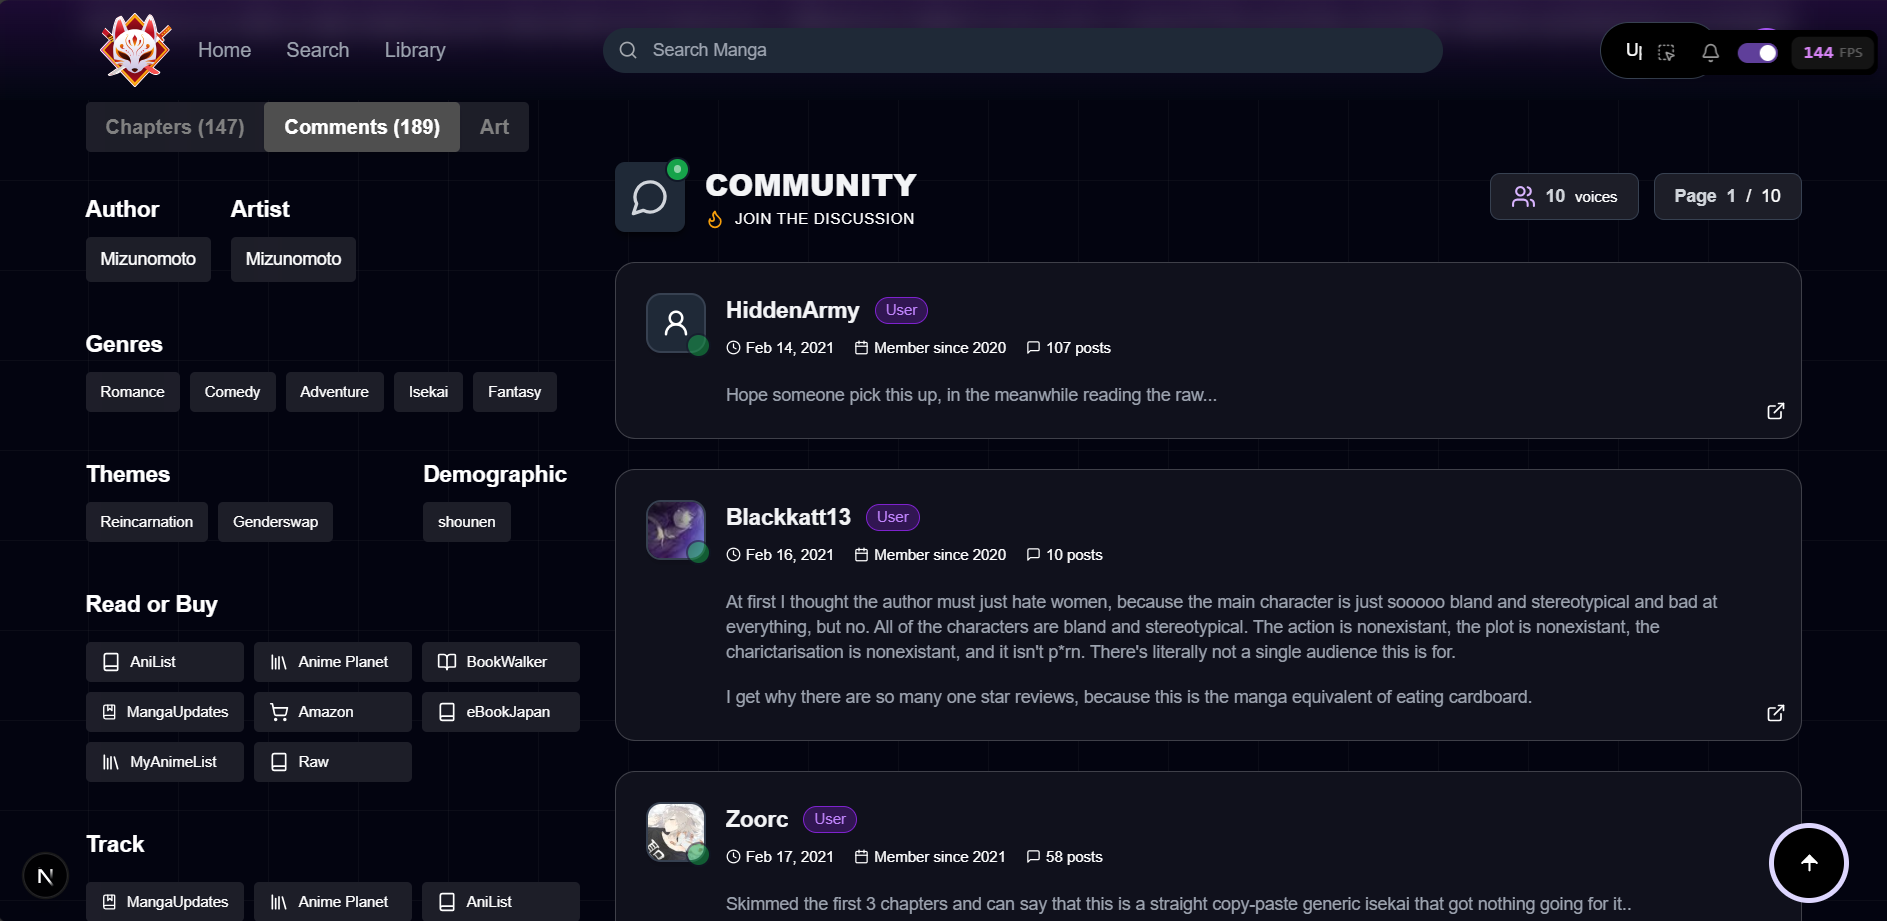 Home
Search
Library
Search Manga
144 FPS
Chapters (147)
Comments (189)
Art
Author
Artist
Mizunomoto
Mizunomoto
Genres
Romance
Comedy
Adventure
Isekai
Fantasy
Themes
Demographic
Reincarnation
Genderswap
shounen
Read or Buy
AniList
Anime Planet
BookWalker
MangaUpdates
Amazon
eBookJapan
MyAnimeList
Raw
Track
MangaUpdates
Anime Planet
AniList
N
COMMUNITY
JOIN THE DISCUSSION
10 voices
Page 1 / 10
HiddenArmy
User
Feb 14, 2021
Member since 2020
107 posts
Hope someone pick this up, in the meanwhile reading the raw...
Blackkatt13
User
Feb 16, 2021
Member since 2020
10 posts
At first I thought the author must just hate women, because the main character is just sooooo bland and stereotypical and bad at
everything, but no. All of the characters are bland and stereotypical. The action is nonexistant, the plot is nonexistant, the
charictarisation is nonexistant, and it isn't p*rn. There's literally not a single audience this is for.
I get why there are so many one star reviews, because this is the manga equivalent of eating cardboard.
Zoorc
User
Feb 17, 2021
Member since 2021
58 posts
Skimmed the first 3 chapters and can say that this is a straight copy-paste generic isekai that got nothing going for it..